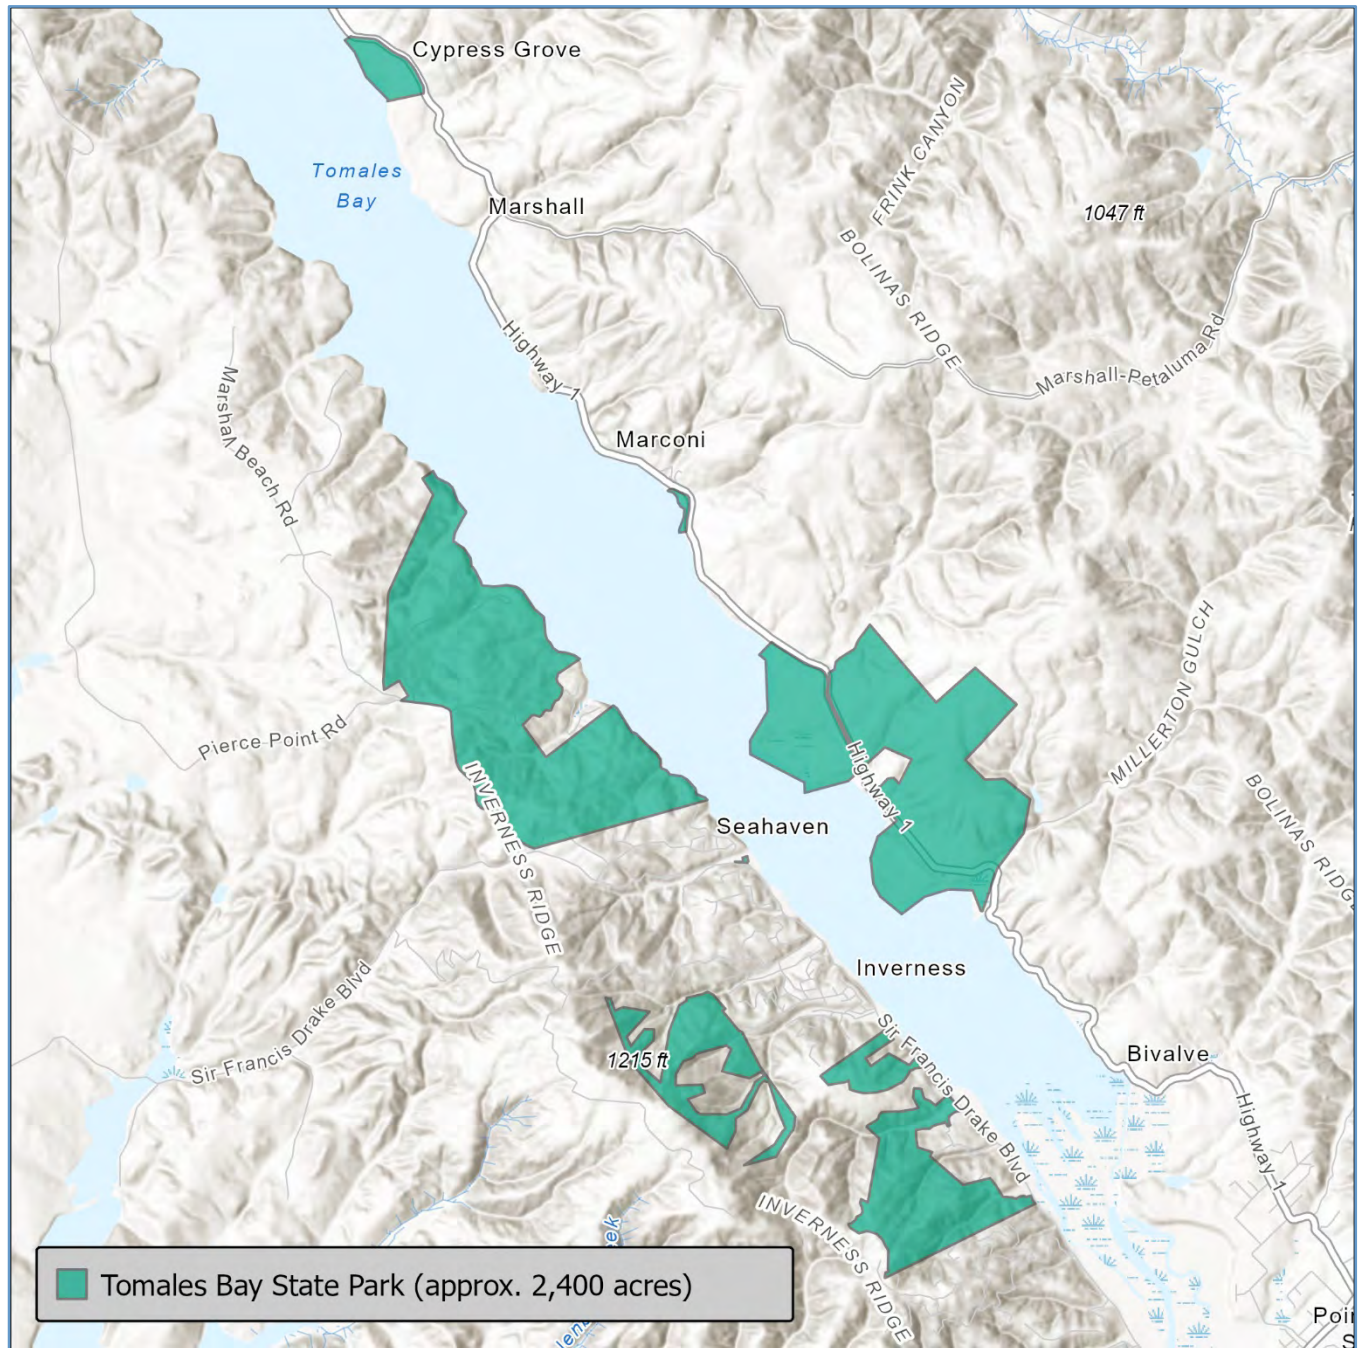 Cypress Grove
Tomales
Bay
FRINK CANYON
Marshall
1047 ft
BOLINAS RIDGE
Highway 1
Marshall-Petaluma Rd
Marshall Beach Rd
Marconi
MILLERTON GULCH
Pierce Point Rd
Highway 1
INVERNESS RIDGE
Seahaven
BOLINAS RIDGE
Inverness
Sir Francis Drake Blvd
1215 ft
Sir Francis Drake Blvd
Bivalve
Highway 1
INVERNESS RIDGE
Tomales Bay State Park (approx. 2,400 acres)